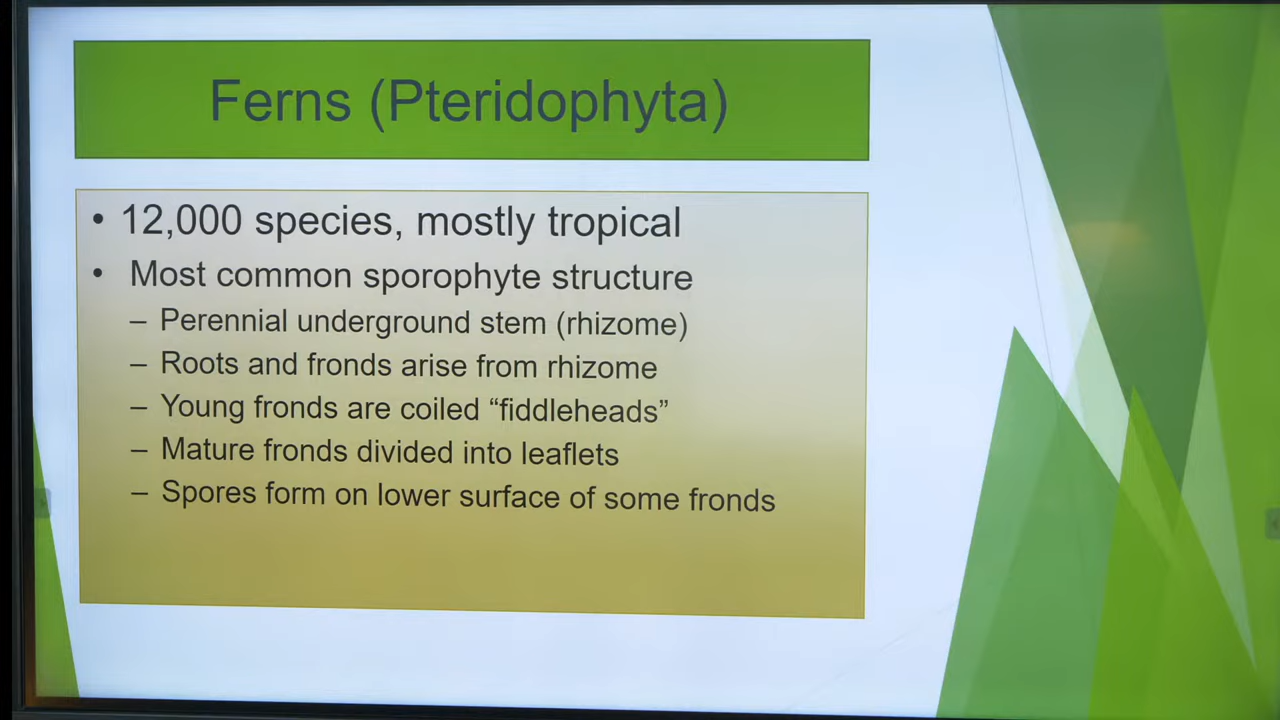 Ferns (Pteridophyta)
• 12,000 species, mostly tropical
• Most common sporophyte structure
– Perennial underground stem (rhizome)
– Roots and fronds arise from rhizome
– Young fronds are coiled “fiddleheads”
– Mature fronds divided into leaflets
– Spores form on lower surface of some fronds